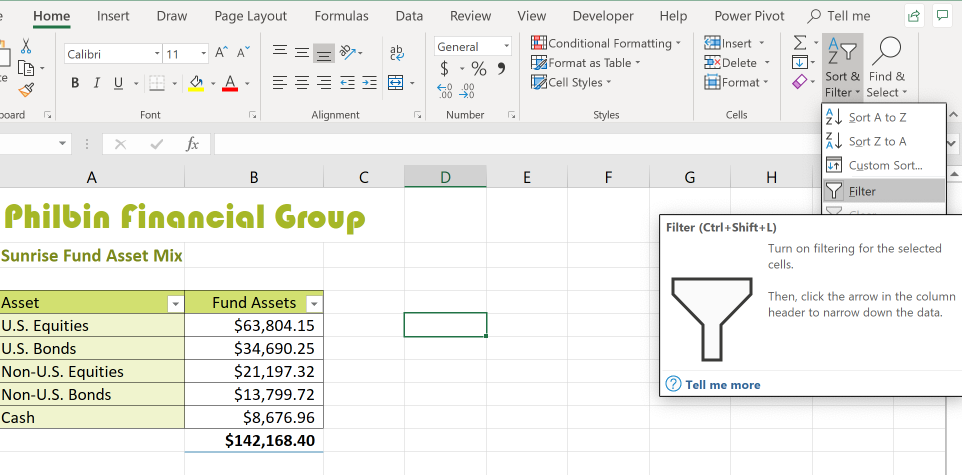 Home Insert Draw Page Layout Formulas Data Review View Developer Help Power Pivot Tell me
Calibri 11 A A General Conditional Formatting Insert
B I U A ab c $ % 9 Format as Table Delete Sort & Find &
.00 .00 Cell Styles Format Filter Select
Font Alignment Number Styles Cells
Sort A to Z
Sort Z to A
Custom Sort...
Filter
fx
A B C D E F G H
Filter (Ctrl+Shift+L)
Turn on filtering for the selected
cells.
Then, click the arrow in the column
header to narrow down the data.
Tell me more
Philbin Financial Group
Sunrise Fund Asset Mix
Asset Fund Assets
U.S. Equities $63,804.15
U.S. Bonds $34,690.25
Non-U.S. Equities $21,197.32
Non-U.S. Bonds $13,799.72
Cash $8,676.96
$142,168.40